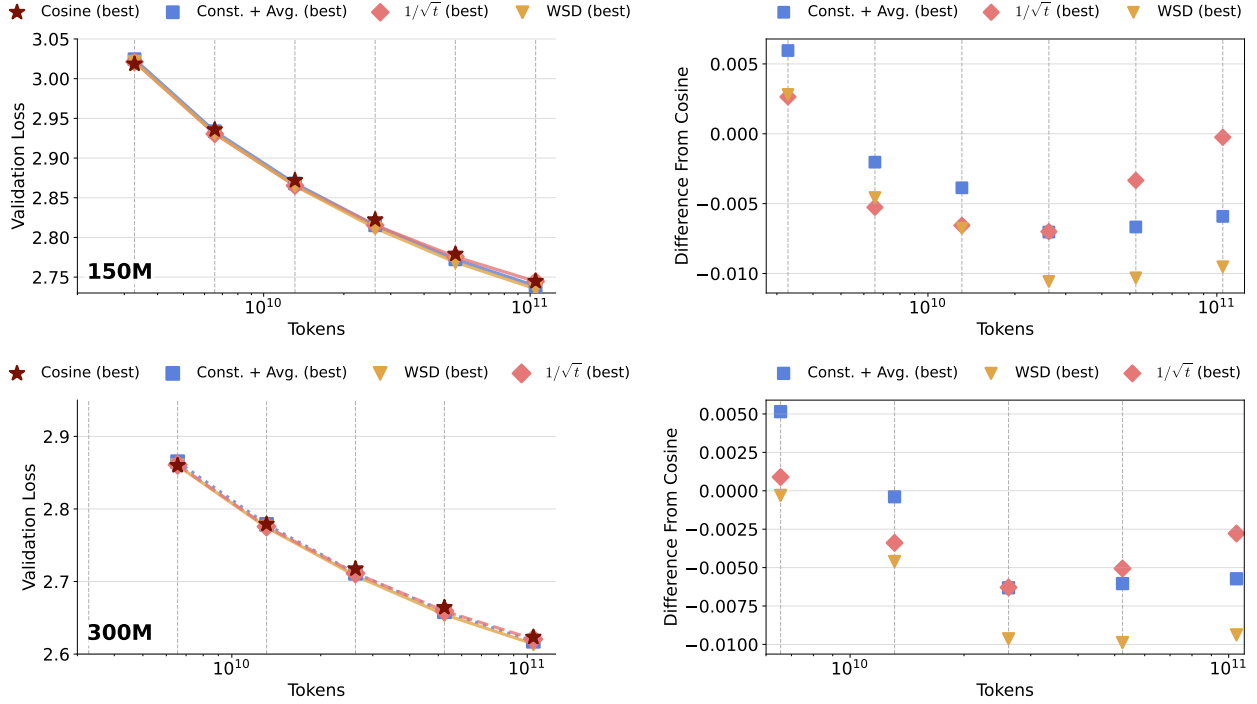 Cosine (best) Const. + Avg. (best) 1/√t (best) WSD (best)
3.05
3.00
2.95
2.90
2.85
2.80
2.75
Validation Loss
150M
10^10 10^11
Tokens
Const. + Avg. (best) 1/√t (best) WSD (best)
0.005
0.000
−0.005
−0.010
Difference From Cosine
10^10 10^11
Tokens
Cosine (best) Const. + Avg. (best) WSD (best) 1/√t (best)
2.9
2.8
2.7
2.6
Validation Loss
300M
10^10 10^11
Tokens
Const. + Avg. (best) WSD (best) 1/√t (best)
0.0050
0.0025
0.0000
−0.0025
−0.0050
−0.0075
−0.0100
Difference From Cosine
10^10 10^11
Tokens